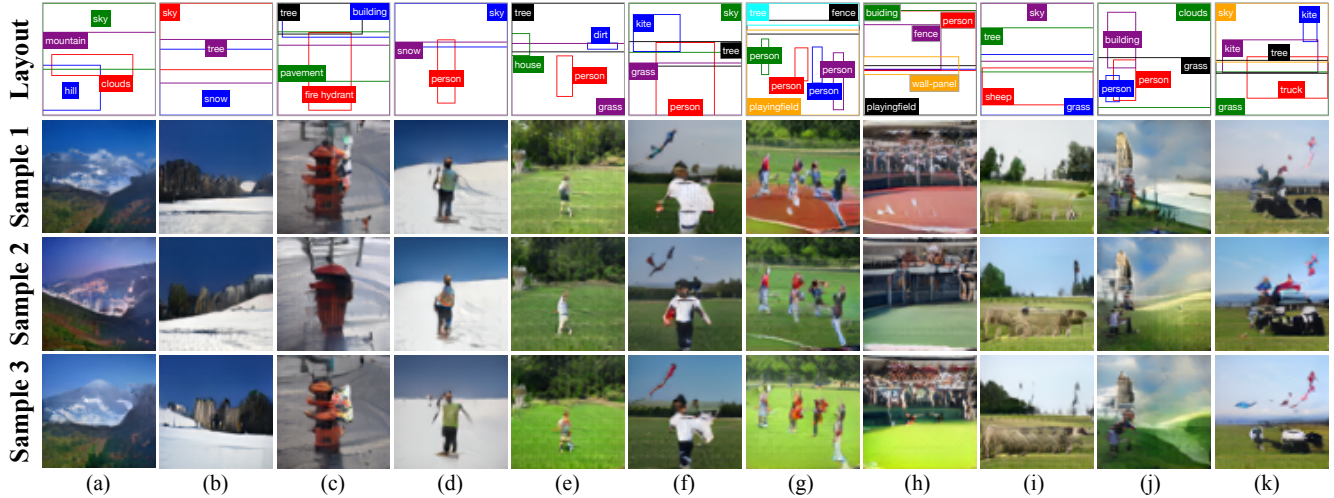 Layout
sky
mountain
clouds
hill
sky
tree
snow
tree
building
pavement
fire hydrant
sky
snow
person
tree
dirt
house
person
grass
kite
sky
tree
grass
person
tree
fence
person
person
person
person
playingfield
buiding
person
fence
wall-panel
playingfield
sky
tree
sheep
grass
clouds
building
grass
person
person
sky
kite
kite
tree
truck
grass
Sample 1
Sample 2
Sample 3
(a) (b) (c) (d) (e) (f) (g) (h) (i) (j) (k)